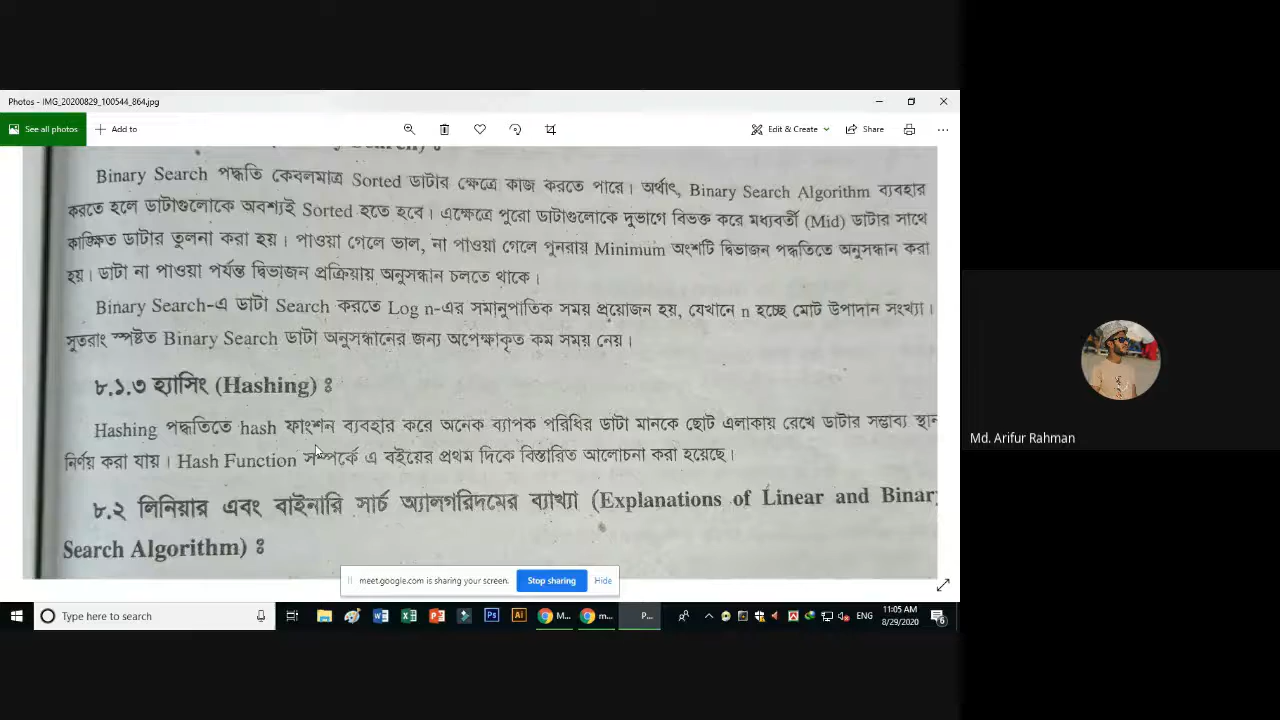 Photos - IMG_20200829_100544_864.jpg
See all photos
Add to
Edit & Create
Share
Binary Search পদ্ধতি কেবলমাত্র Sorted ডাটার ক্ষেত্রে কাজ করতে পারে। অর্থাৎ, Binary Search Algorithm ব্যবহার
করতে হলে ডাটাগুলোকে অবশ্যই Sorted হতে হবে। এক্ষেত্রে পুরো ডাটাগুলোকে দুভাগে বিভক্ত করে মধ্যবর্তী (Mid) ডাটার সাথে
কাঙ্ক্ষিত ডাটার তুলনা করা হয়। পাওয়া গেলে ভাল, না পাওয়া গেলে পুনরায় Minimum অংশটি দ্বিভাজন পদ্ধতিতে অনুসন্ধান করা
হয়। ডাটা না পাওয়া পর্যন্ত দ্বিভাজন প্রক্রিয়ায় অনুসন্ধান চলতে থাকে।
Binary Search-এ ডাটা Search করতে Log n-এর সমানুপাতিক সময় প্রয়োজন হয়, যেখানে n হচ্ছে মোট উপাদান সংখ্যা।
সুতরাং স্পষ্টত Binary Search ডাটা অনুসন্ধানের জন্য অপেক্ষাকৃত কম সময় নেয়।
৮.১.৩ হ্যাসিং (Hashing) ঃ
Hashing পদ্ধতিতে hash ফাংশন ব্যবহার করে অনেক ব্যাপক পরিধির ডাটা মানকে ছোট এলাকায় রেখে ডাটার সম্ভাব্য স্থান
নির্ণয় করা যায়। Hash Function সম্পর্কে এ বইয়ের প্রথম দিকে বিস্তারিত আলোচনা করা হয়েছে।
৮.২ লিনিয়ার এবং বাইনারি সার্চ অ্যালগরিদমের ব্যাখ্যা (Explanations of Linear and Binar
Search Algorithm) ঃ
meet.google.com is sharing your screen.
Stop sharing
Hide
Md. Arifur Rahman
Type here to search
M...
m...
P...
ENG
11:05 AM
8/29/2020
6